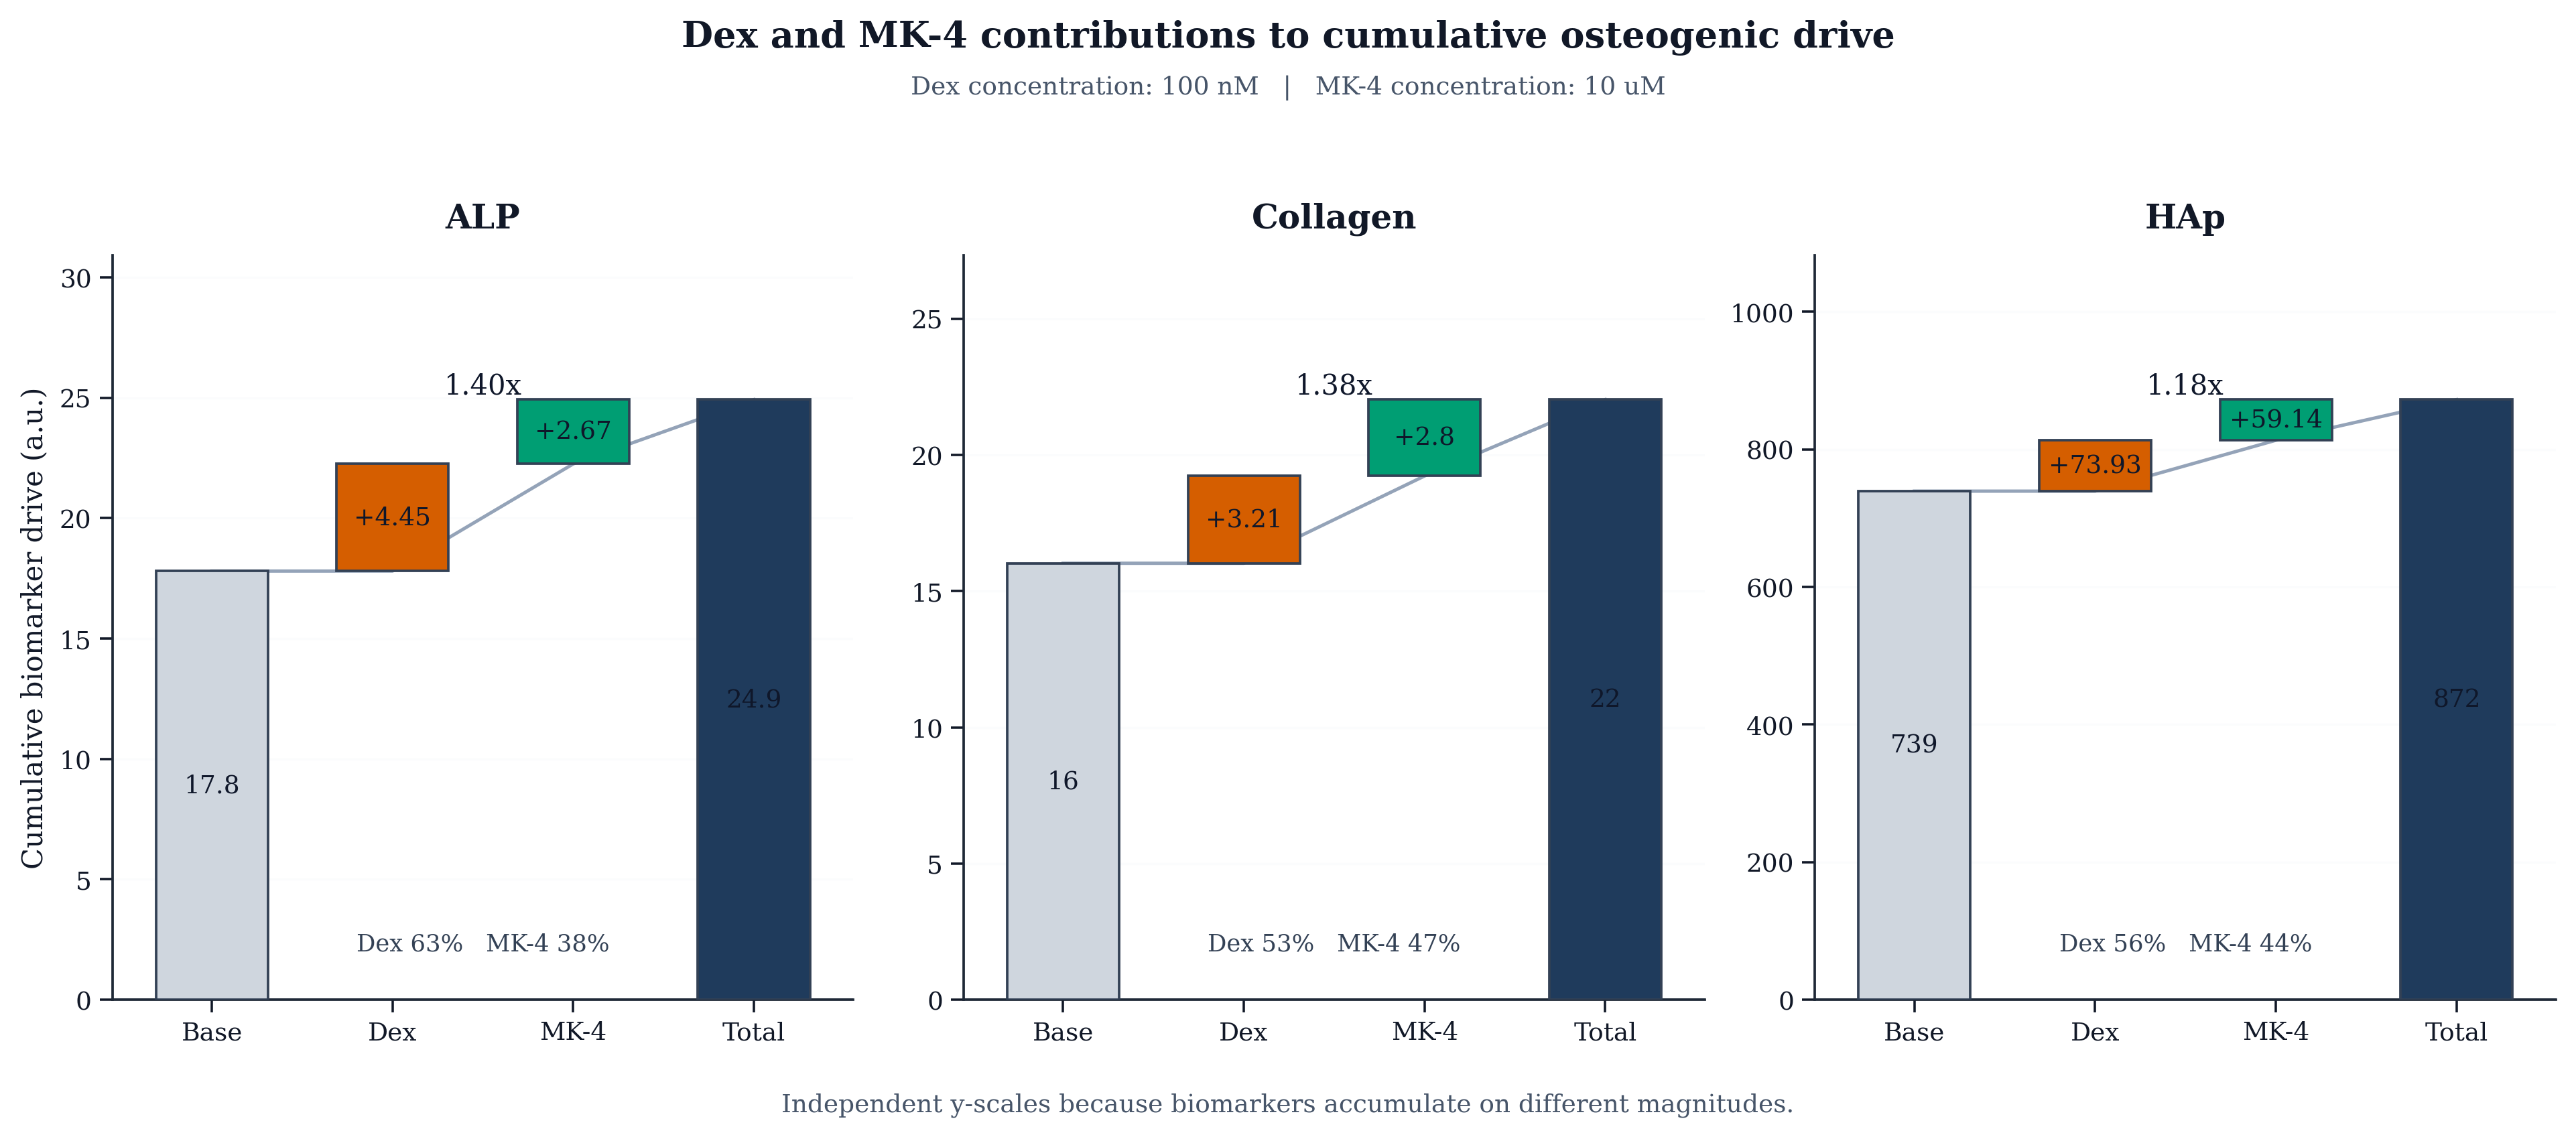 Dex and MK-4 contributions to cumulative osteogenic drive
Dex concentration: 100 nM | MK-4 concentration: 10 uM
ALP
Cumulative biomarker drive (a.u.)
30
25
20
15
10
5
0
1.40x
+2.67
+4.45
17.8
24.9
Dex 63% MK-4 38%
Base Dex MK-4 Total
Collagen
25
20
15
10
5
0
1.38x
+2.8
+3.21
16
22
Dex 53% MK-4 47%
Base Dex MK-4 Total
HAp
1000
800
600
400
200
0
1.18x
+59.14
+73.93
739
872
Dex 56% MK-4 44%
Base Dex MK-4 Total
Independent y-scales because biomarkers accumulate on different magnitudes.